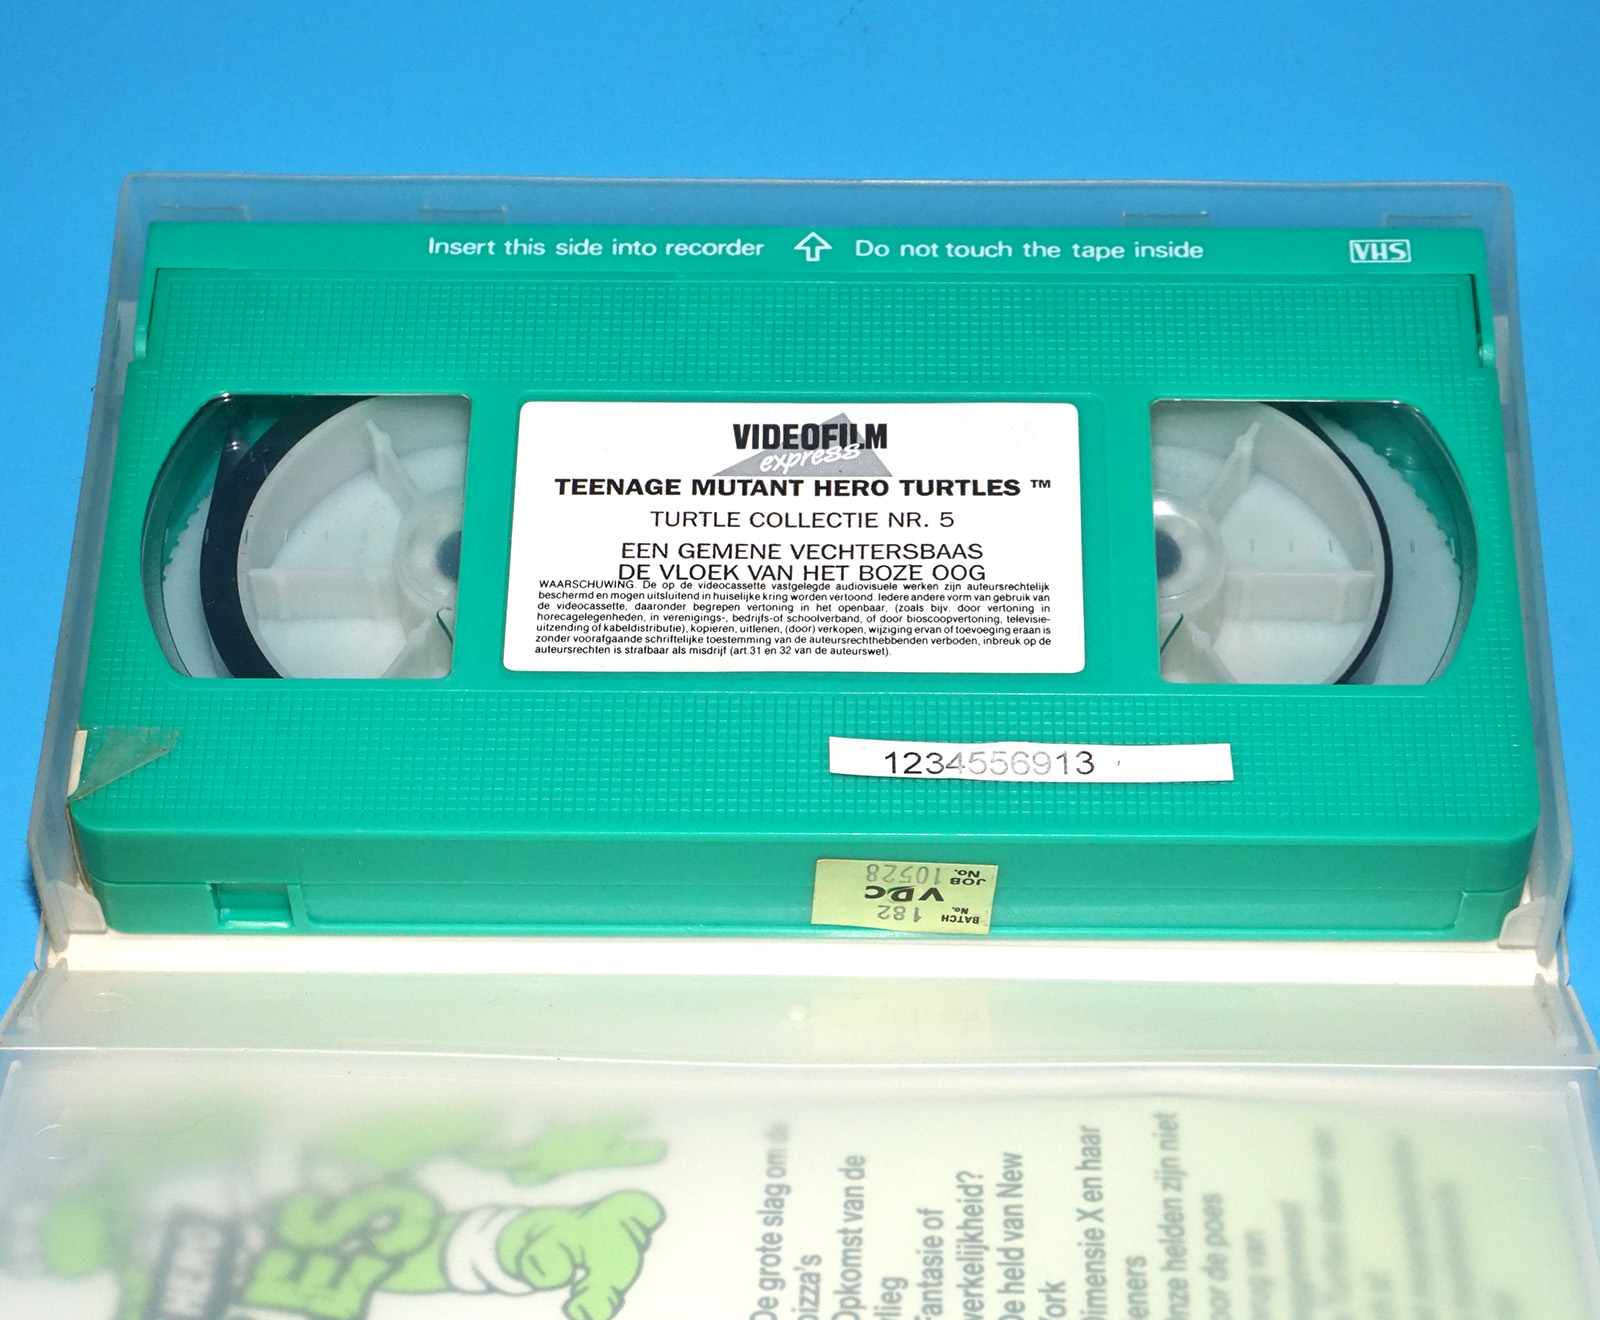 Insert this side into recorder Do not touch the tape inside VHS
VIDEOFILM
express
TEENAGE MUTANT HERO TURTLES ™
TURTLE COLLECTIE NR. 5
EEN GEMENE VECHTERSBAAS
DE VLOEK VAN HET BOZE OOG
WAARSCHUWING. De op de videocassette vastgelegde audiovisuele werken zijn auteursrechtelijk
beschermd en mogen uitsluitend in huiselijke kring worden vertoond. Iedere andere vorm van gebruik van
de videocassette, daaronder begrepen vertoning in het openbaar, (zoals bijv. door vertoning in
horecagelegenheden, in verenigings-, bedrijfs-of schoolverband, of door bioscoopvertoning, televisie-
uitzending of kabeldistributie), kopieren, uitlenen, (door) verkopen, wijziging ervan of toevoeging eraan is
zonder voorafgaande schriftelijke toestemming van de auteursrechthebbenden verboden, inbreuk op de
auteursrechten is strafbaar als misdrijf (art.31 en 32 van de auteurswet).
1234556913
BATCH No. 182
VDC
JOB No. 10528
HERO
De grote slag om de
pizza's
Opkomst van de
vlieg
Fantasie of
werkelijkheid?
De held van New
York
Dimensie X en haar
onze helden zijn niet
voor de poes